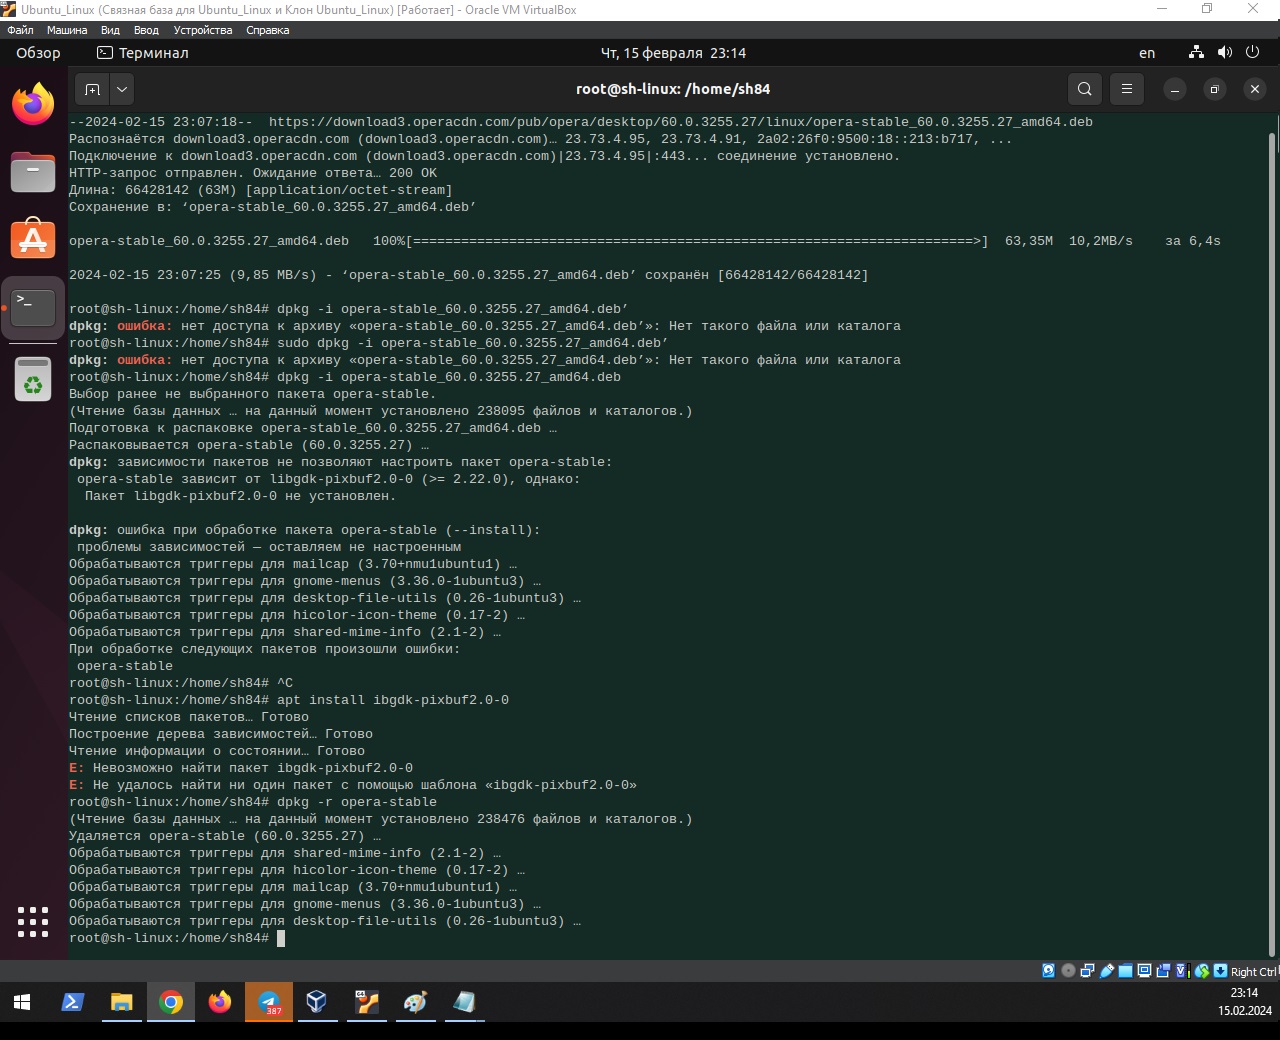 Ubuntu_Linux (Связная база для Ubuntu_Linux и Клон Ubuntu_Linux) [Работает] - Oracle VM VirtualBox
Файл Машина Вид Ввод Устройства Справка
Обзор Терминал Чт, 15 февраля 23:14 en
root@sh-linux: /home/sh84
--2024-02-15 23:07:18-- https://download3.operacdn.com/pub/opera/desktop/60.0.3255.27/linux/opera-stable_60.0.3255.27_amd64.deb
Распознаётся download3.operacdn.com (download3.operacdn.com)… 23.73.4.95, 23.73.4.91, 2a02:26f0:9500:18::213:b717, ...
Подключение к download3.operacdn.com (download3.operacdn.com)|23.73.4.95|:443... соединение установлено.
HTTP-запрос отправлен. Ожидание ответа… 200 OK
Длина: 66428142 (63M) [application/octet-stream]
Сохранение в: ‘opera-stable_60.0.3255.27_amd64.deb’
opera-stable_60.0.3255.27_amd64.deb 100%[======================================================================>] 63,35M 10,2MB/s за 6,4s
2024-02-15 23:07:25 (9,85 MB/s) - ‘opera-stable_60.0.3255.27_amd64.deb’ сохранён [66428142/66428142]
root@sh-linux:/home/sh84# dpkg -i opera-stable_60.0.3255.27_amd64.deb’
dpkg: ошибка: нет доступа к архиву «opera-stable_60.0.3255.27_amd64.deb’»: Нет такого файла или каталога
root@sh-linux:/home/sh84# sudo dpkg -i opera-stable_60.0.3255.27_amd64.deb’
dpkg: ошибка: нет доступа к архиву «opera-stable_60.0.3255.27_amd64.deb’»: Нет такого файла или каталога
root@sh-linux:/home/sh84# dpkg -i opera-stable_60.0.3255.27_amd64.deb
Выбор ранее не выбранного пакета opera-stable.
(Чтение базы данных … на данный момент установлено 238095 файлов и каталогов.)
Подготовка к распаковке opera-stable_60.0.3255.27_amd64.deb …
Распаковывается opera-stable (60.0.3255.27) …
dpkg: зависимости пакетов не позволяют настроить пакет opera-stable:
opera-stable зависит от libgdk-pixbuf2.0-0 (>= 2.22.0), однако:
Пакет libgdk-pixbuf2.0-0 не установлен.
dpkg: ошибка при обработке пакета opera-stable (--install):
проблемы зависимостей — оставляем не настроенным
Обрабатываются триггеры для mailcap (3.70+nmu1ubuntu1) …
Обрабатываются триггеры для gnome-menus (3.36.0-1ubuntu3) …
Обрабатываются триггеры для desktop-file-utils (0.26-1ubuntu3) …
Обрабатываются триггеры для hicolor-icon-theme (0.17-2) …
Обрабатываются триггеры для shared-mime-info (2.1-2) …
При обработке следующих пакетов произошли ошибки:
opera-stable
root@sh-linux:/home/sh84# ^C
root@sh-linux:/home/sh84# apt install ibgdk-pixbuf2.0-0
Чтение списков пакетов… Готово
Построение дерева зависимостей… Готово
Чтение информации о состоянии… Готово
E: Невозможно найти пакет ibgdk-pixbuf2.0-0
E: Не удалось найти ни один пакет с помощью шаблона «ibgdk-pixbuf2.0-0»
root@sh-linux:/home/sh84# dpkg -r opera-stable
(Чтение базы данных … на данный момент установлено 238476 файлов и каталогов.)
Удаляется opera-stable (60.0.3255.27) …
Обрабатываются триггеры для shared-mime-info (2.1-2) …
Обрабатываются триггеры для hicolor-icon-theme (0.17-2) …
Обрабатываются триггеры для mailcap (3.70+nmu1ubuntu1) …
Обрабатываются триггеры для gnome-menus (3.36.0-1ubuntu3) …
Обрабатываются триггеры для desktop-file-utils (0.26-1ubuntu3) …
root@sh-linux:/home/sh84#
Right Ctrl
387
23:14
15.02.2024